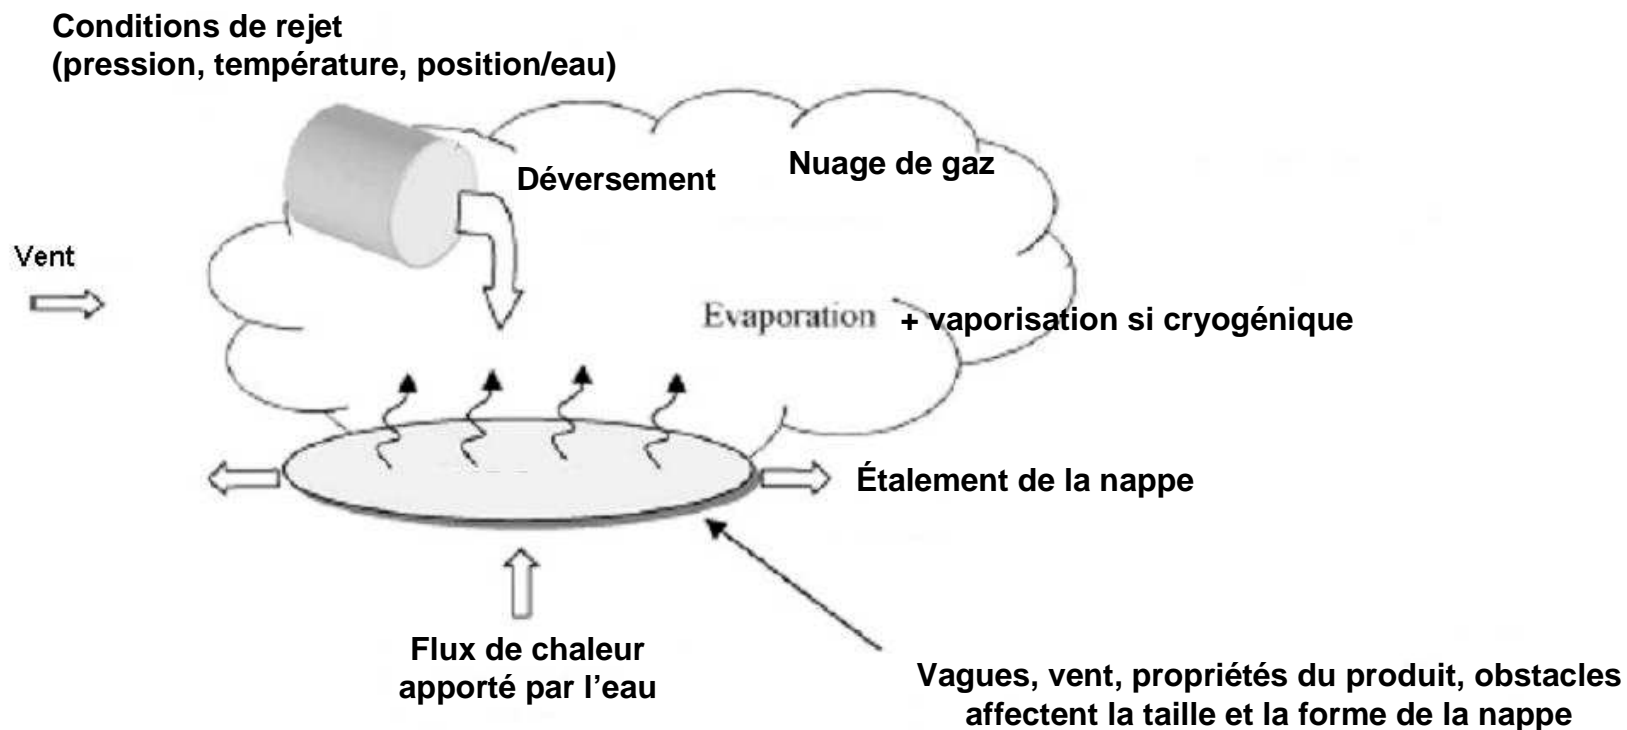 Conditions de rejet
(pression, température, position/eau)
Déversement
Nuage de gaz
Vent
Evaporation + vaporisation si cryogénique
Étalement de la nappe
Flux de chaleur
apporté par l’eau
Vagues, vent, propriétés du produit, obstacles
affectent la taille et la forme de la nappe